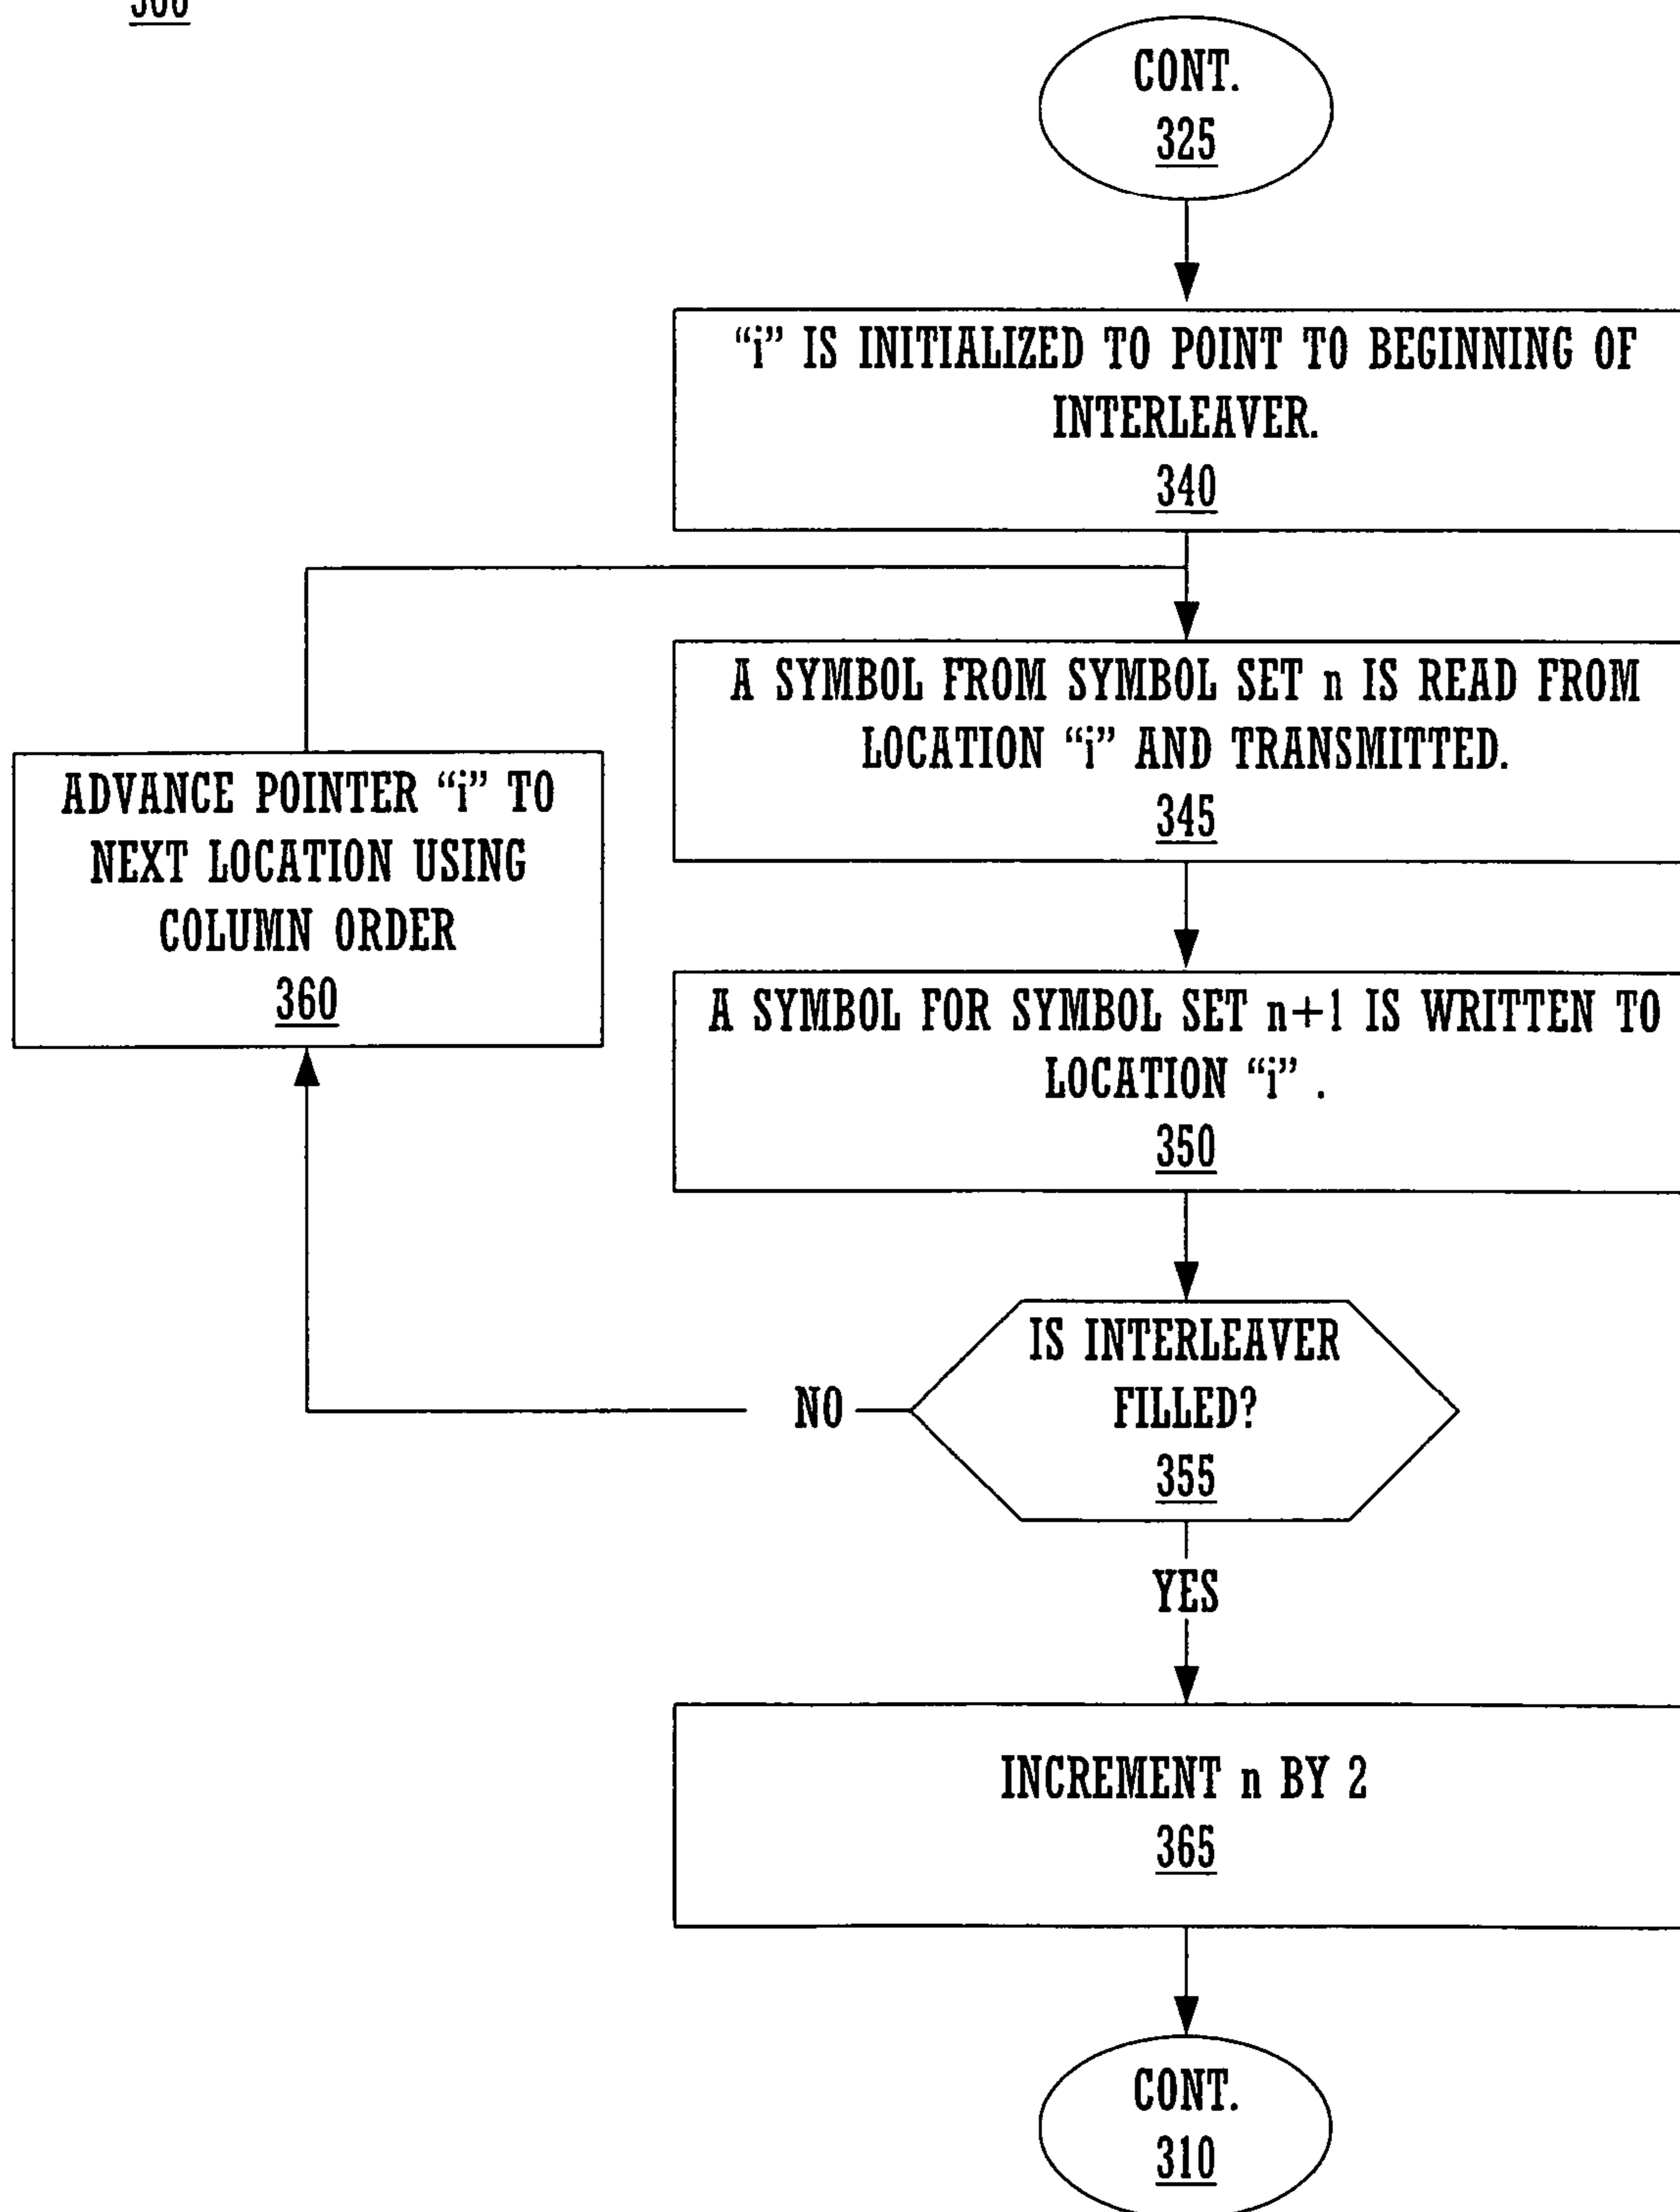 CONT.
325
“i” IS INITIALIZED TO POINT TO BEGINNING OF
INTERLEAVER.
340
A SYMBOL FROM SYMBOL SET n IS READ FROM
LOCATION “i” AND TRANSMITTED.
345
ADVANCE POINTER “i” TO
NEXT LOCATION USING
COLUMN ORDER
360
A SYMBOL FOR SYMBOL SET n+1 IS WRITTEN TO
LOCATION “i” .
350
IS INTERLEAVER
FILLED?
355
NO
YES
INCREMENT n BY 2
365
CONT.
310